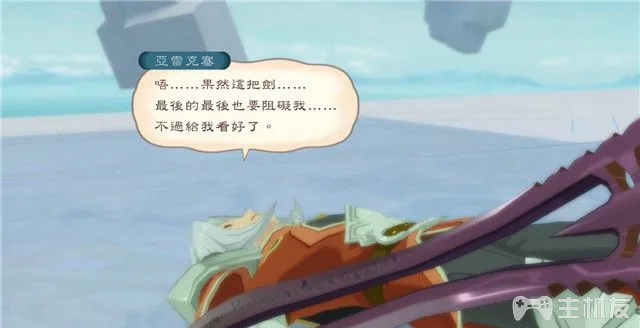 亞雷克塞
唔……果然這把劍……
最後的最後也要阻礙我……
不過給我看好了。
主机友